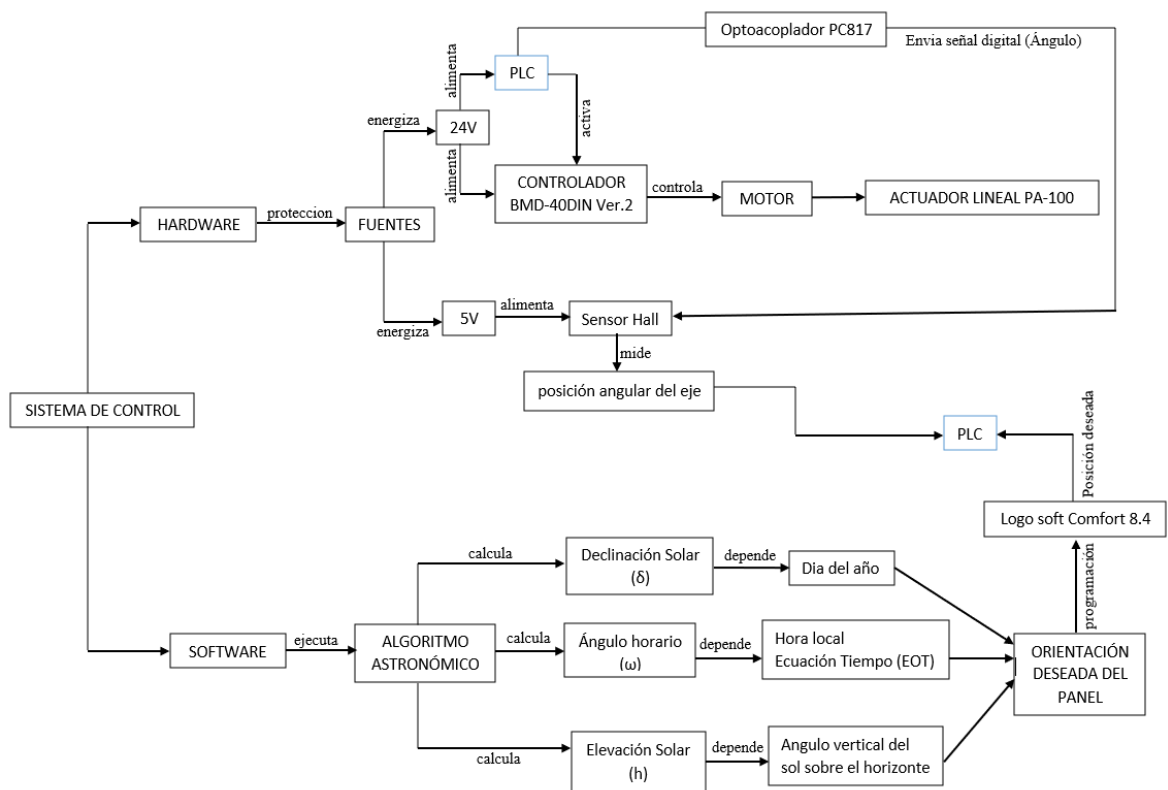 Optoacoplador PC817
Envia señal digital (Ángulo)
alimenta
PLC
energiza
24V
activa
alimenta
CONTROLADOR
BMD-40DIN Ver.2
controla
MOTOR
ACTUADOR LINEAL PA-100
HARDWARE
proteccion
FUENTES
energiza
5V
alimenta
Sensor Hall
mide
posición angular del eje
SISTEMA DE CONTROL
PLC
Posición deseada
Logo soft Comfort 8.4
programación
calcula
Declinación Solar
(δ)
depende
Dia del año
SOFTWARE
ejecuta
ALGORITMO
ASTRONÓMICO
calcula
Ángulo horario
(ω)
depende
Hora local
Ecuación Tiempo (EOT)
ORIENTACIÓN
DESEADA DEL
PANEL
calcula
Elevación Solar
(h)
depende
Angulo vertical del
sol sobre el horizonte